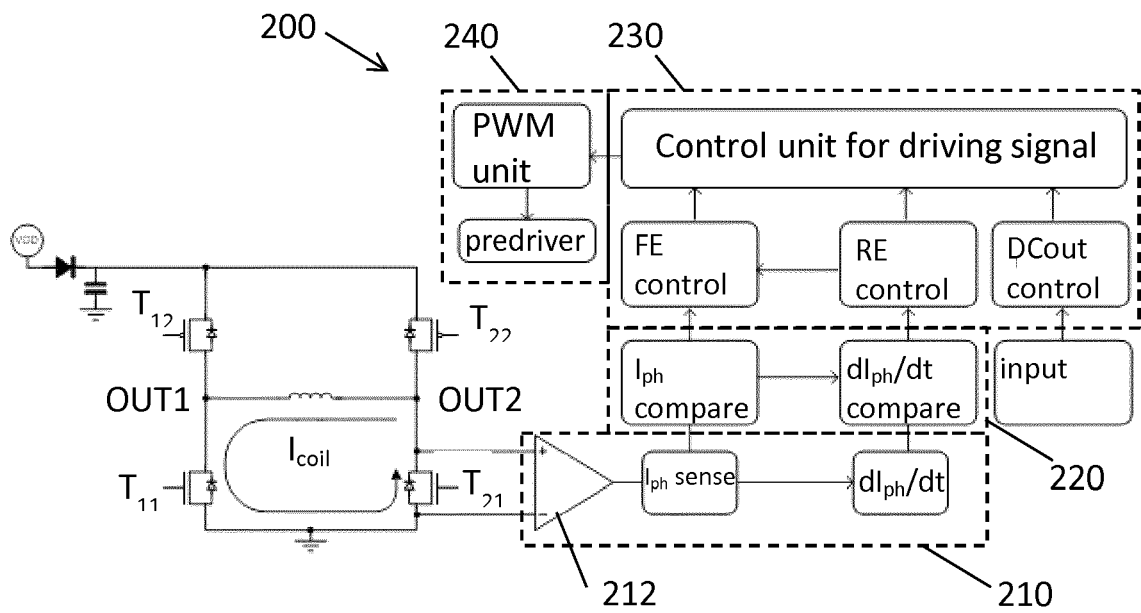 200
240
230
PWM
unit
Control unit for driving signal
predriver
FE
control
RE
control
DCout
control
VDD
T12
T22
OUT1
OUT2
Icoil
T11
T21
Iph
compare
dIph/dt
compare
input
Iph sense
dIph/dt
220
212
210